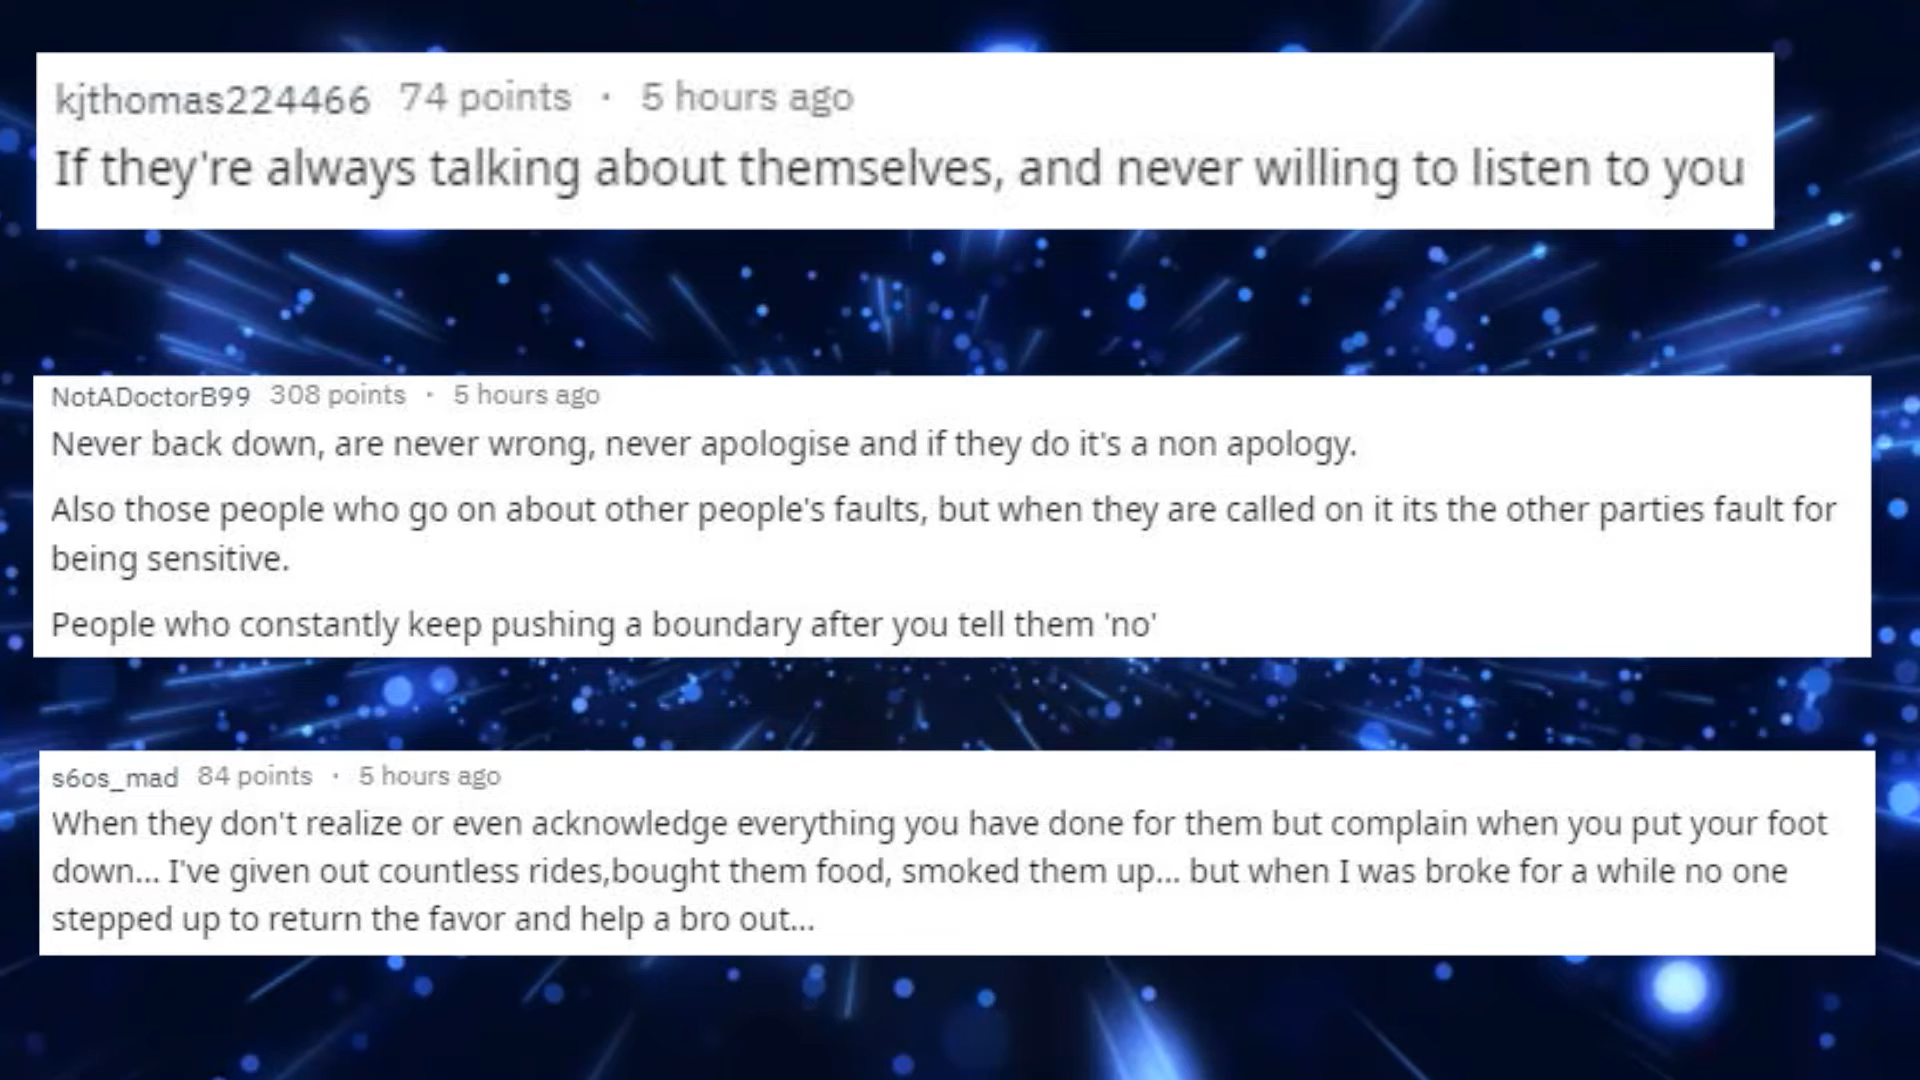 kjthomas224466 74 points · 5 hours ago
If they're always talking about themselves, and never willing to listen to you
NotADoctorB99 308 points · 5 hours ago
Never back down, are never wrong, never apologise and if they do it's a non apology.
Also those people who go on about other people's faults, but when they are called on it its the other parties fault for
being sensitive.
People who constantly keep pushing a boundary after you tell them 'no'
s6os_mad 84 points · 5 hours ago
When they don't realize or even acknowledge everything you have done for them but complain when you put your foot
down... I've given out countless rides,bought them food, smoked them up... but when I was broke for a while no one
stepped up to return the favor and help a bro out...